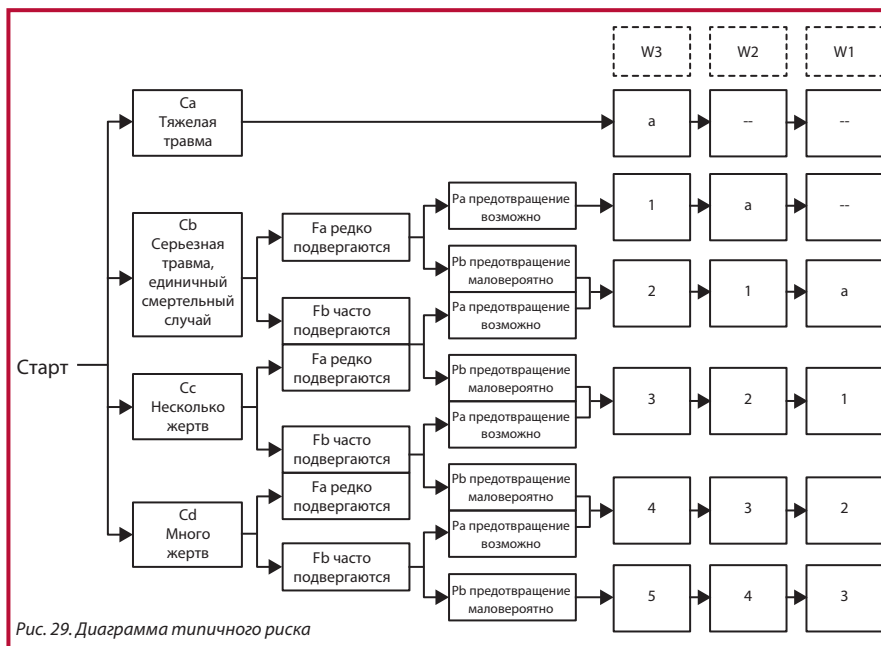 W3
W2
W1
Ca
Тяжелая
травма
a
--
--
Cb
Серьезная
травма,
единичный
смертельный
случай
Fa редко
подвергаются
Pa предотвращение
возможно
1
a
--
Pb предотвращение
маловероятно
Fb часто
подвергаются
Pa предотвращение
возможно
2
1
a
Старт
Cc
Несколько
жертв
Fa редко
подвергаются
Pb предотвращение
маловероятно
Pa предотвращение
возможно
3
2
1
Fb часто
подвергаются
Cd
Много
жертв
Fa редко
подвергаются
Pb предотвращение
маловероятно
Pa предотвращение
возможно
4
3
2
Fb часто
подвергаются
Pb предотвращение
маловероятно
5
4
3
Рис. 29. Диаграмма типичного риска